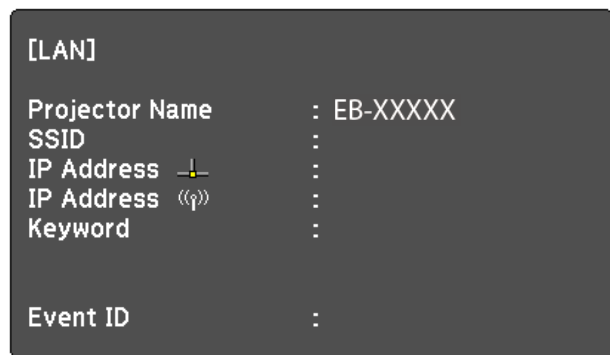 [LAN]
Projector Name : EB-XXXXX
SSID :
IP Address :
IP Address :
Keyword :
Event ID :